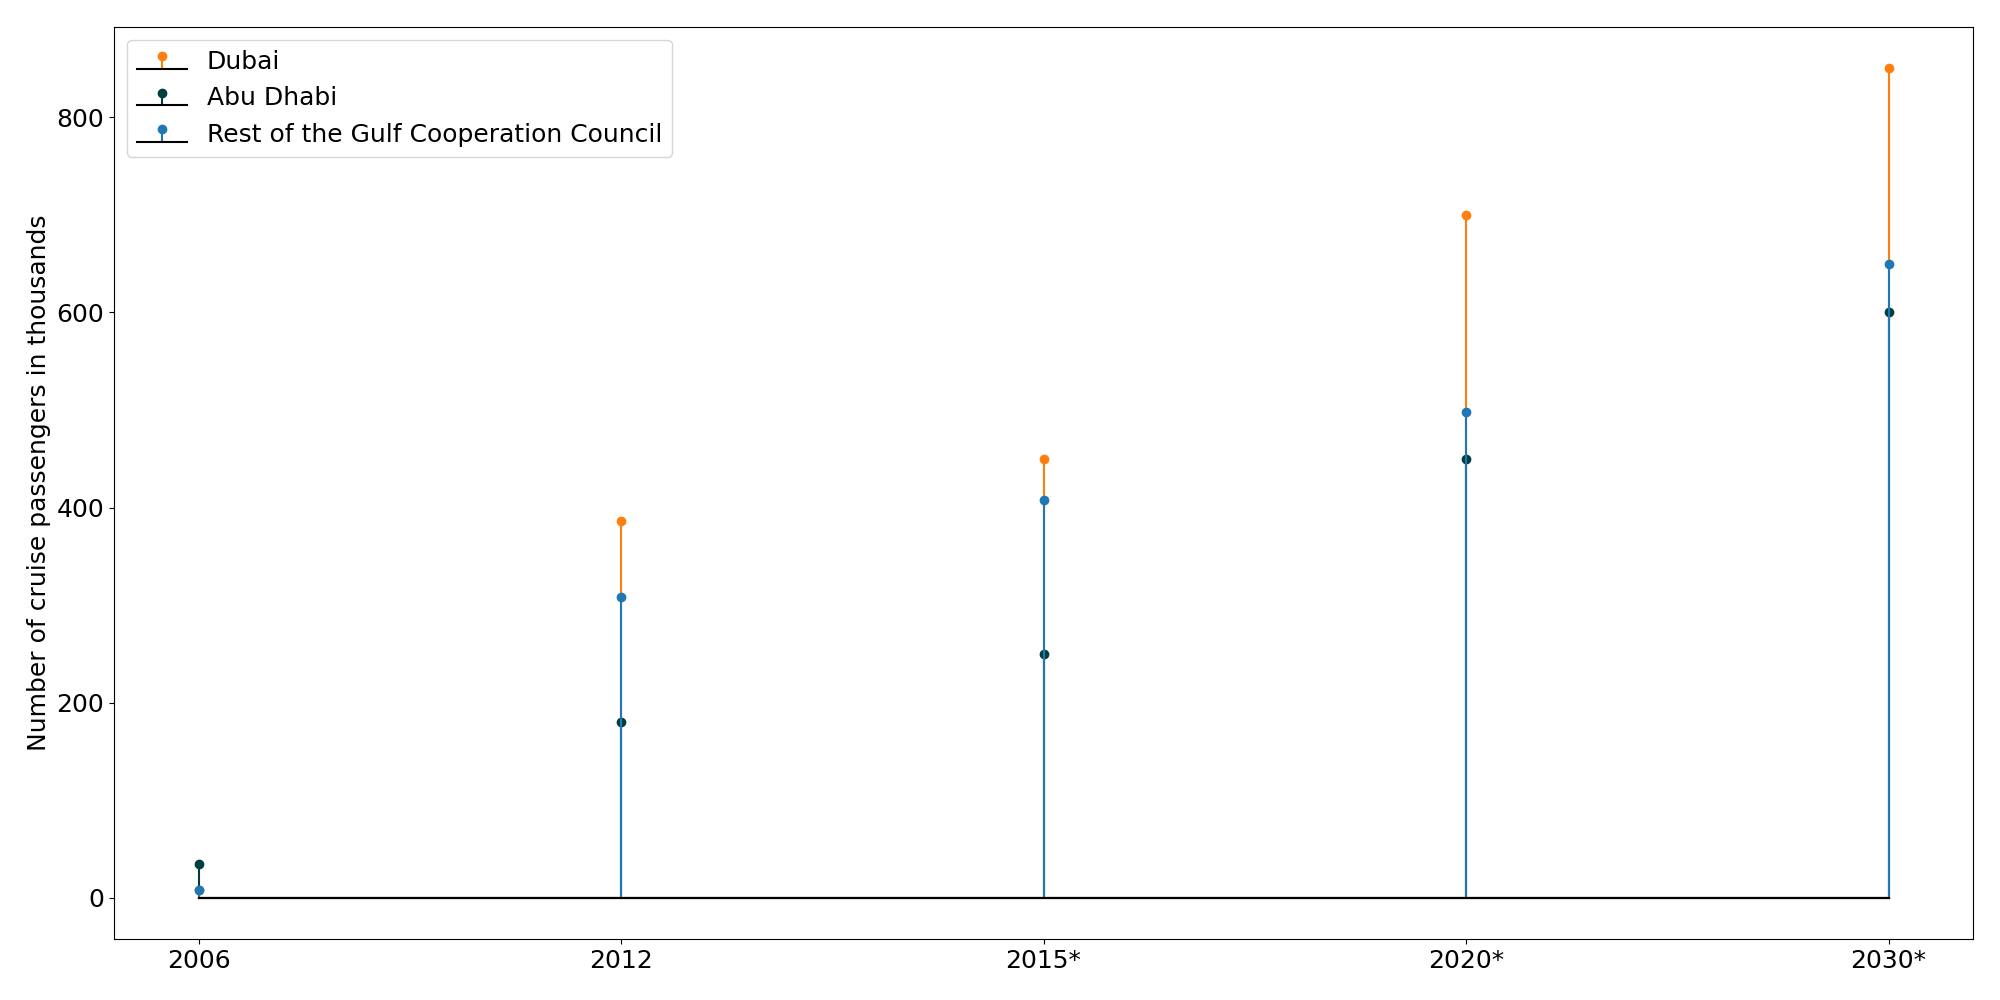 Dubai
Abu Dhabi
Rest of the Gulf Cooperation Council
Number of cruise passengers in thousands
800
600
400
200
0
2006 2012 2015* 2020* 2030*